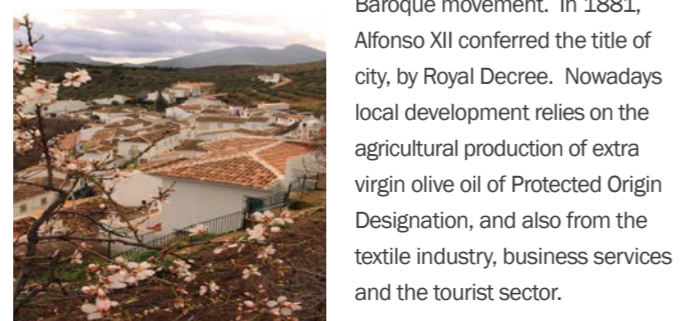 Baroque movement.  In 1881,
Alfonso XII conferred the title of
city, by Royal Decree.  Nowadays
local development relies on the
agricultural production of extra
virgin olive oil of Protected Origin
Designation, and also from the
textile industry, business services
and the tourist sector.